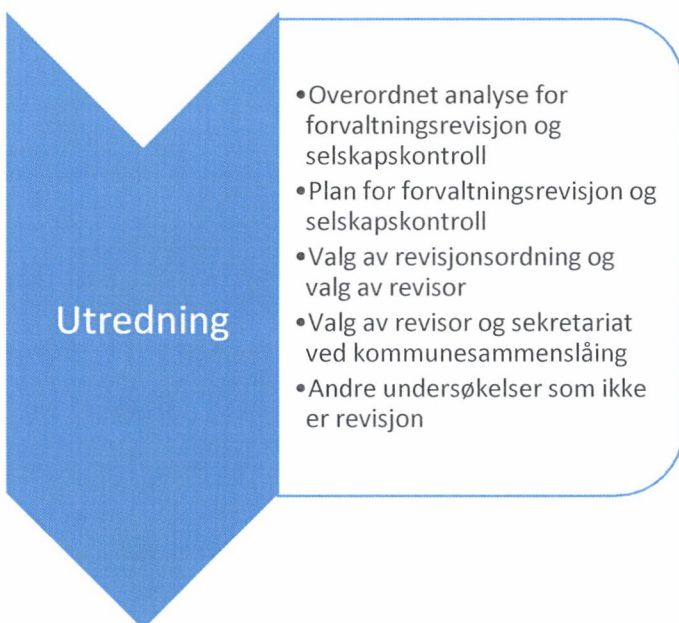 Utredning
•Overordnet analyse for
forvaltningsrevisjon og
selskapskontroll
•Plan for forvaltningsrevisjon og
selskapskontroll
•Valg av revisjonsordning og
valg av revisor
•Valg av revisor og sekretariat
ved kommunesammenslåing
•Andre undersøkelser som ikke
er revisjon